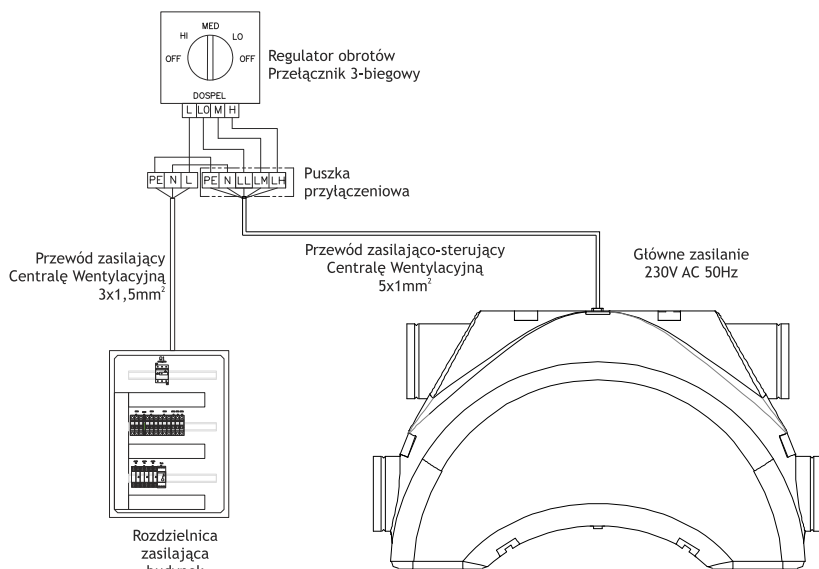 MED
HI
LO
OFF
OFF
DOSPEL
L LO M H
Regulator obrotów
Przełącznik 3-biegowy
PE N L
PE N LL LM LH
Puszka
przyłączeniowa
Przewód zasilający
Centralę Wentylacyjną
3x1,5mm²
Przewód zasilająco-sterujący
Centralę Wentylacyjną
5x1mm²
Główne zasilanie
230V AC 50Hz
Rozdzielnica
zasilająca